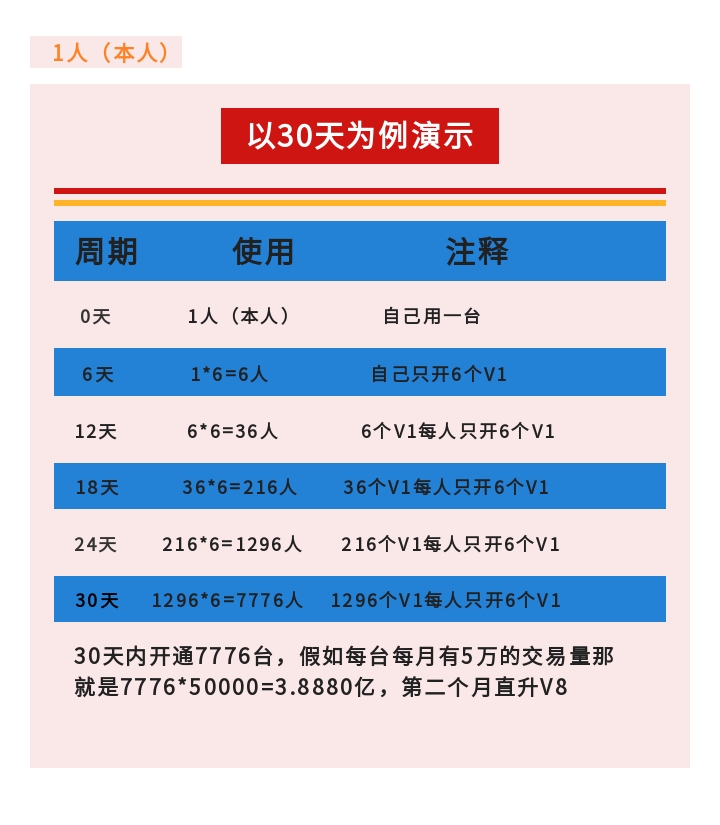 1人（本人）
以30天为例演示
周期 使用 注释
0天 1人（本人） 自己用一台
6天 1*6=6人 自己只开6个V1
12天 6*6=36人 6个V1每人只开6个V1
18天 36*6=216人 36个V1每人只开6个V1
24天 216*6=1296人 216个V1每人只开6个V1
30天 1296*6=7776人 1296个V1每人只开6个V1
30天内开通7776台，假如每台每月有5万的交易量那
就是7776*50000=3.8880亿，第二个月直升V8